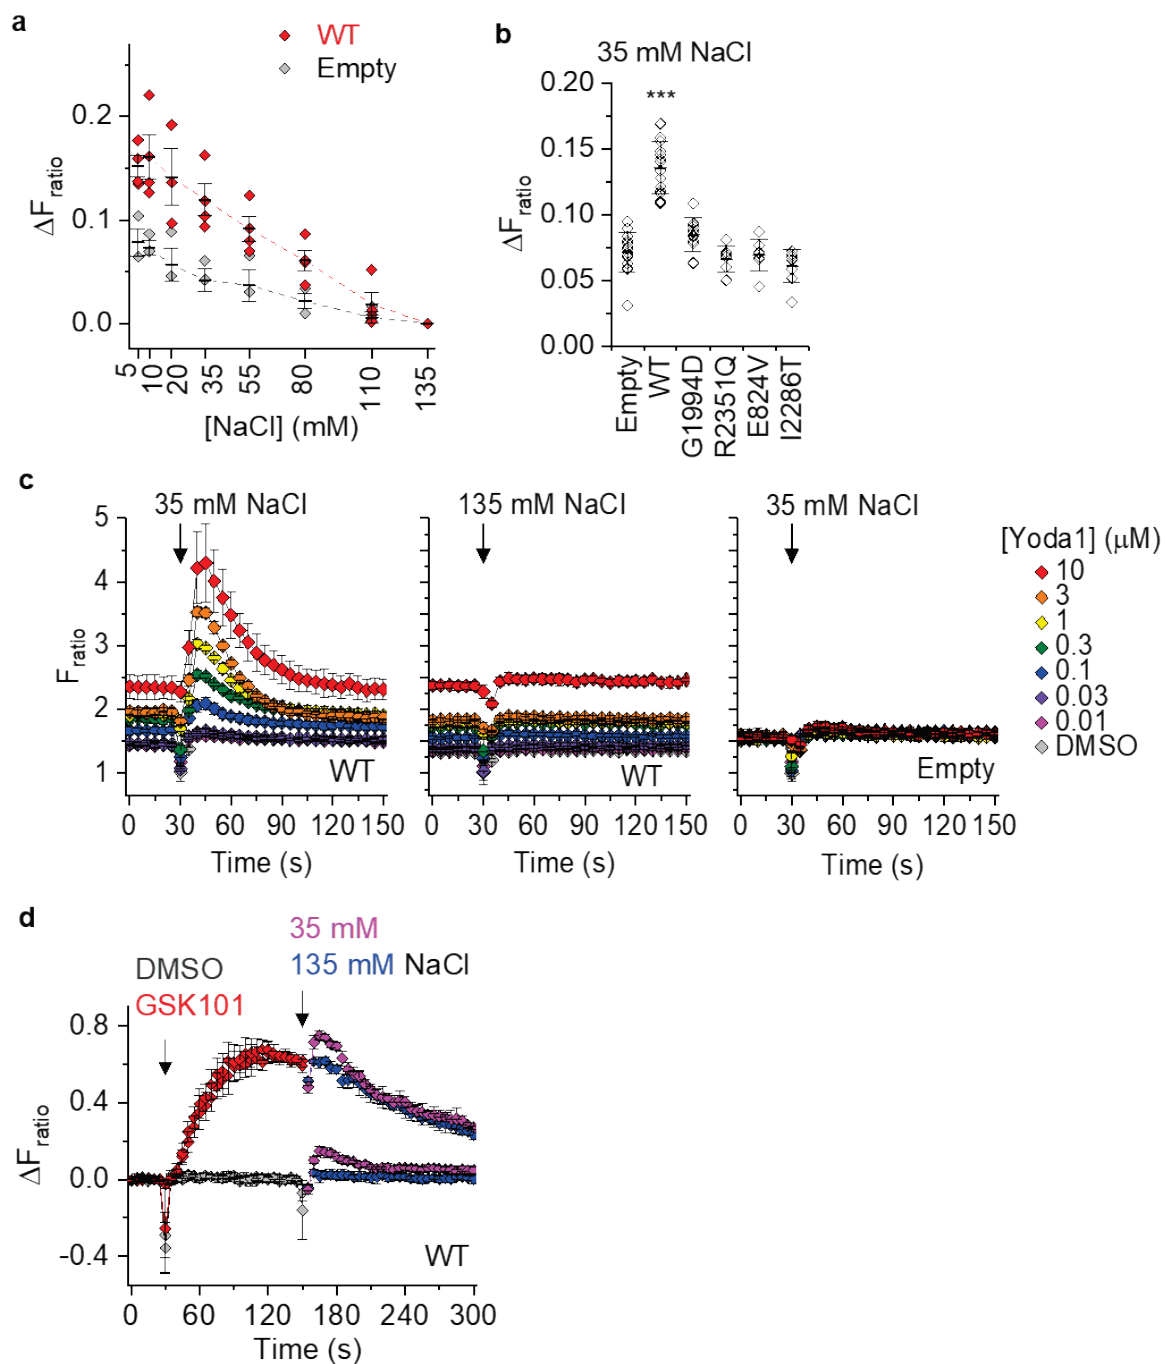 a
WT
Empty
0.2
0.1
0.0
ΔF_ratio
5
10
20
35
55
80
110
135
[NaCl] (mM)
b
35 mM NaCl
***
0.20
0.15
0.10
0.05
0.00
ΔF_ratio
Empty
WT
G1994D
R2351Q
E824V
I2286T
c
35 mM NaCl
135 mM NaCl
35 mM NaCl
5
4
3
2
1
F_ratio
WT
WT
Empty
0 30 60 90 120 150
0 30 60 90 120 150
0 30 60 90 120 150
Time (s)
Time (s)
Time (s)
[Yoda1] (μM)
10
3
1
0.3
0.1
0.03
0.01
DMSO
d
35 mM
135 mM NaCl
DMSO
GSK101
0.8
0.4
0.0
-0.4
ΔF_ratio
WT
0 60 120 180 240 300
Time (s)